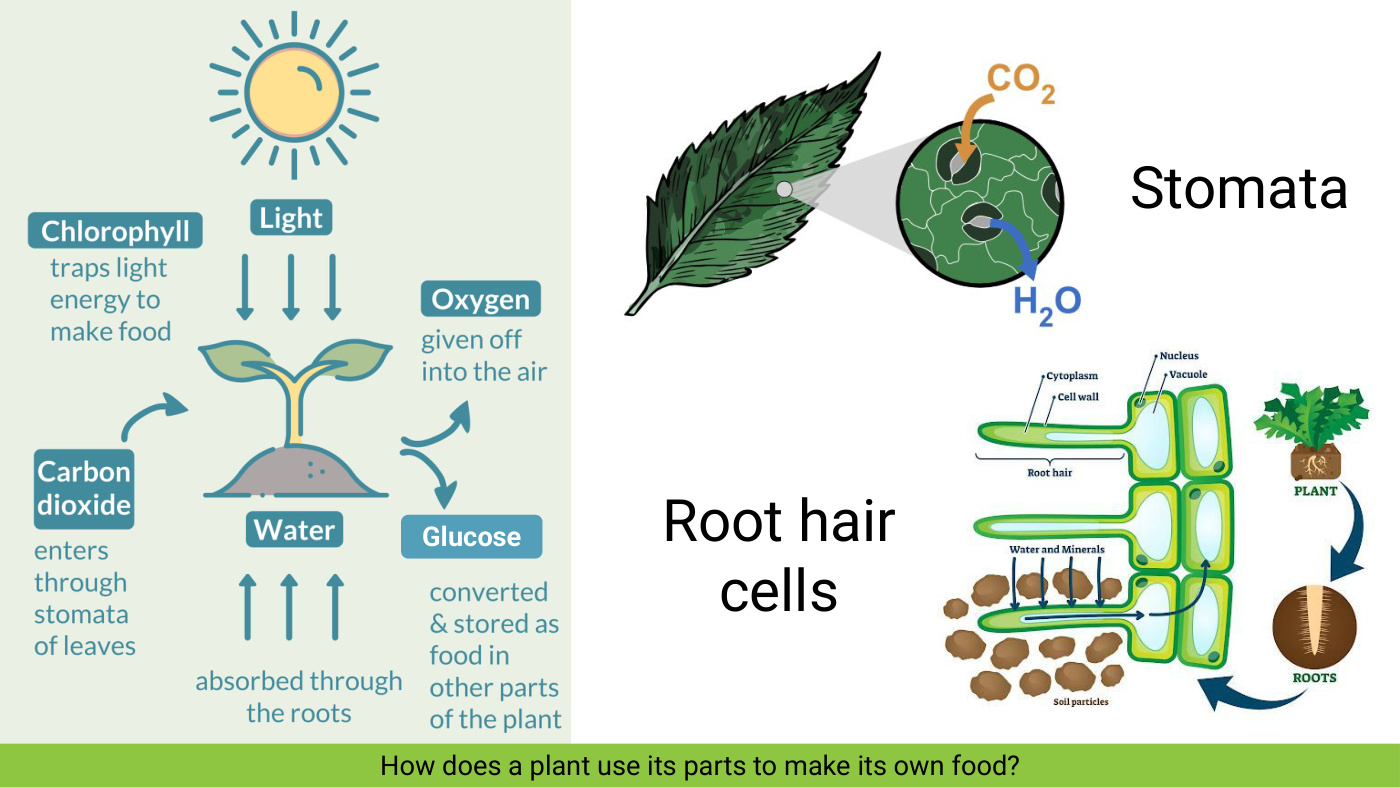 Chlorophyll
traps light
energy to
make food
Light
Oxygen
given off
into the air
Carbon
dioxide
enters
through
stomata
of leaves
Water
absorbed through
the roots
Glucose
converted
& stored as
food in
other parts
of the plant
CO2
H2O
Stomata
Root hair
cells
Nucleus
Vacuole
Cytoplasm
Cell wall
Root hair
Water and Minerals
Soil particles
PLANT
ROOTS
How does a plant use its parts to make its own food?